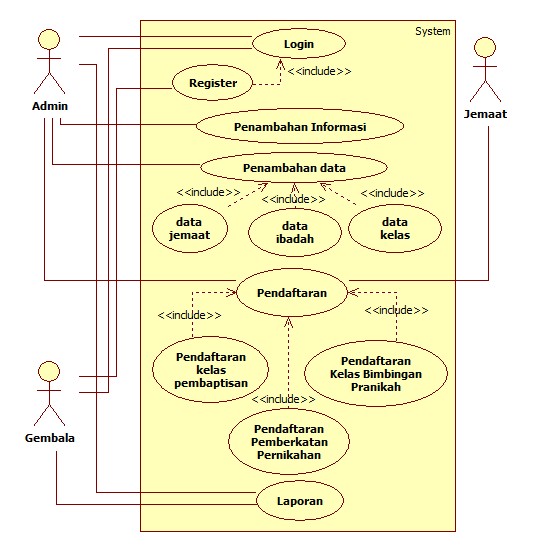 System
Login
<<include>>
Register
Admin
Jemaat
Penambahan Informasi
Penambahan data
<<include>>
<<include>>
<<include>>
data
jemaat
data
ibadah
data
kelas
Pendaftaran
<<include>>
<<include>>
Pendaftaran
kelas
pembaptisan
Pendaftaran
Kelas Bimbingan
Pranikah
<<include>>
Gembala
Pendaftaran
Pemberkatan
Pernikahan
Laporan